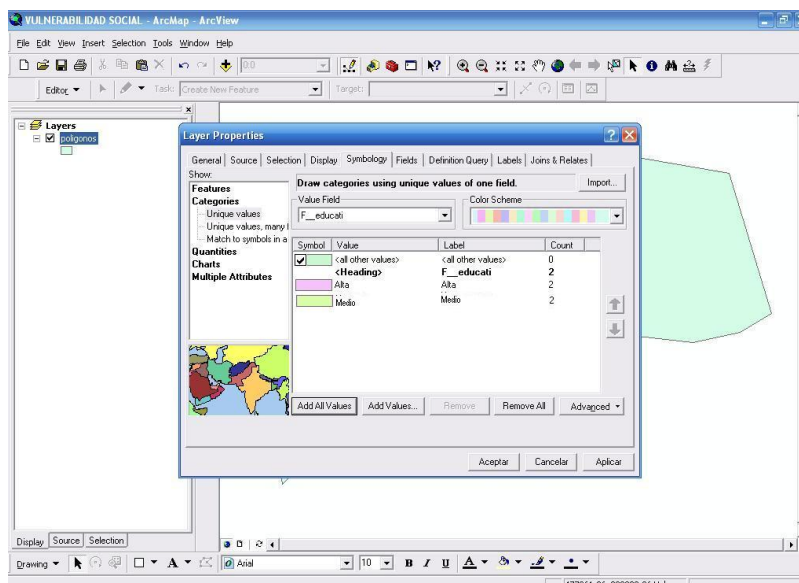 VULNERABILIDAD SOCIAL - ArcMap - ArcView
File Edit View Insert Selection Tools Window Help
0:0
Editor Task: Create New Feature Target:
Layers
poligonos
Layer Properties
General Source Selection Display Symbology Fields Definition Query Labels Joins & Relates
Show:
Features
Categories
Unique values
Unique values, many f
Match to symbols in a
Quantities
Charts
Multiple Attributes
Draw categories using unique values of one field.
Import...
Value Field
F__educati
Color Scheme
Symbol Value Label Count
<all other values> <all other values> 0
<Heading> F__educati 2
Alta Alta 2
Medio Medio 2
Add All Values Add Values... Remove Remove All Advanced
Aceptar Cancelar Aplicar
Display Source Selection
Drawing Arial 10 B I U A